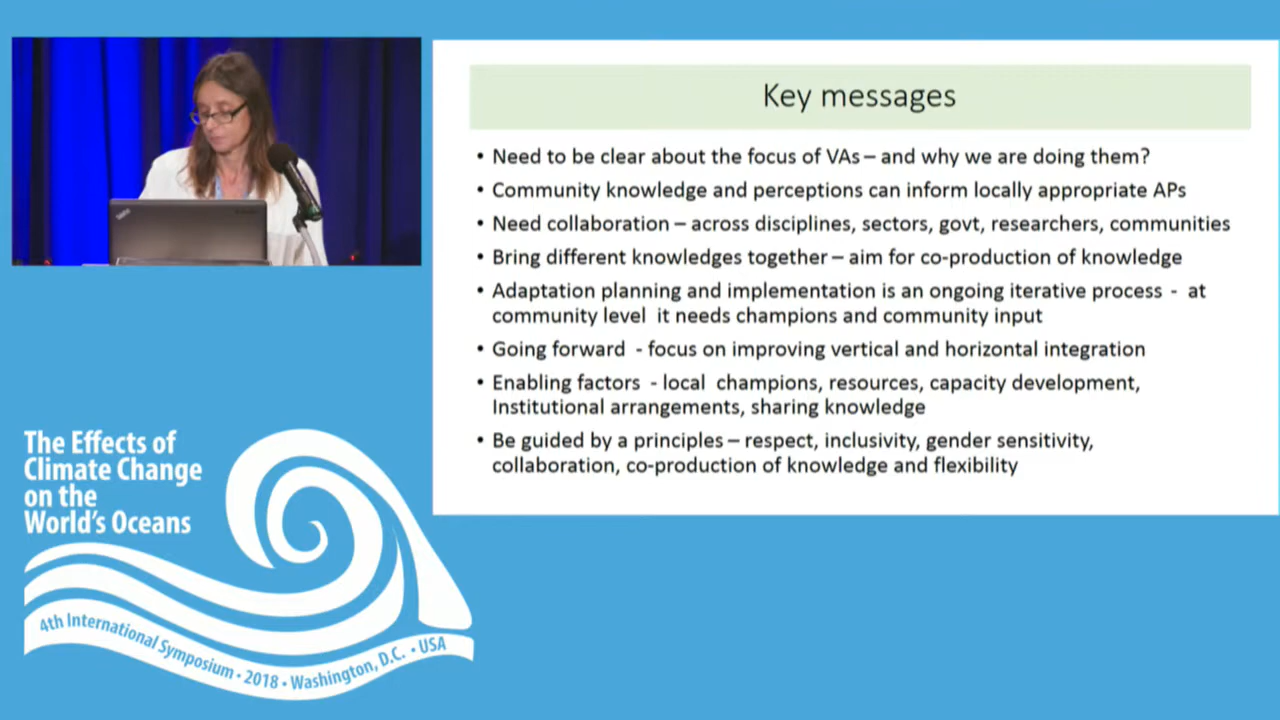 Key messages
• Need to be clear about the focus of VAs – and why we are doing them?
• Community knowledge and perceptions can inform locally appropriate APs
• Need collaboration – across disciplines, sectors, govt, researchers, communities
• Bring different knowledges together – aim for co-production of knowledge
• Adaptation planning and implementation is an ongoing iterative process - at
community level it needs champions and community input
• Going forward - focus on improving vertical and horizontal integration
• Enabling factors - local champions, resources, capacity development,
Institutional arrangements, sharing knowledge
• Be guided by a principles – respect, inclusivity, gender sensitivity,
collaboration, co-production of knowledge and flexibility
The Effects of
Climate Change
on the
World's Oceans
4th International Symposium • 2018 • Washington, D.C. • USA